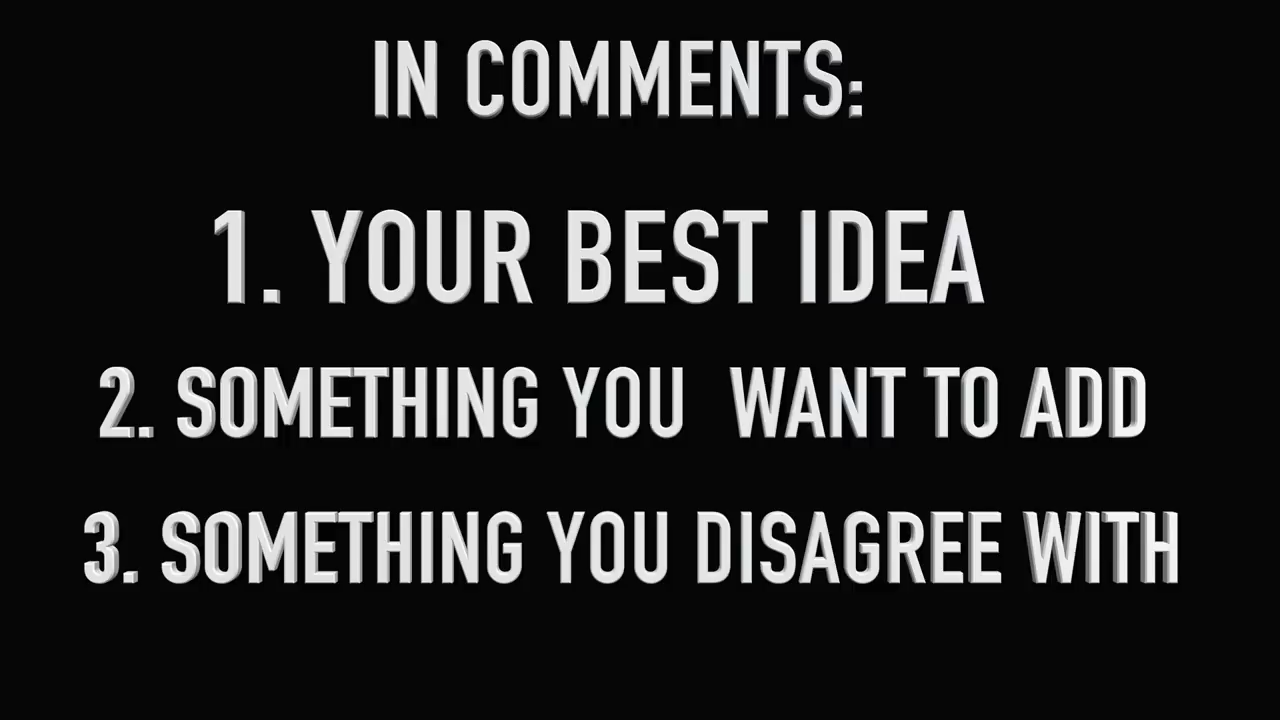 IN COMMENTS:
1. YOUR BEST IDEA
2. SOMETHING YOU WANT TO ADD
3. SOMETHING YOU DISAGREE WITH